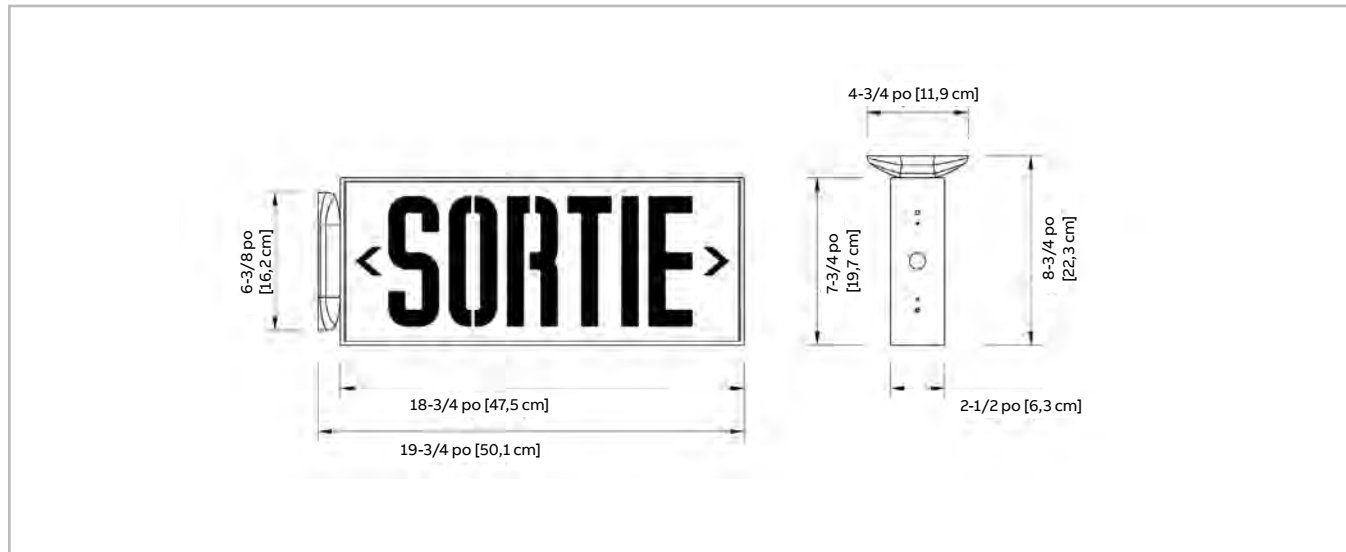 4-3/4 po [11,9 cm]
6-3/8 po
[16,2 cm]
<SORTIE>
7-3/4 po
[19,7 cm]
8-3/4 po
[22,3 cm]
18-3/4 po [47,5 cm]
2-1/2 po [6,3 cm]
19-3/4 po [50,1 cm]